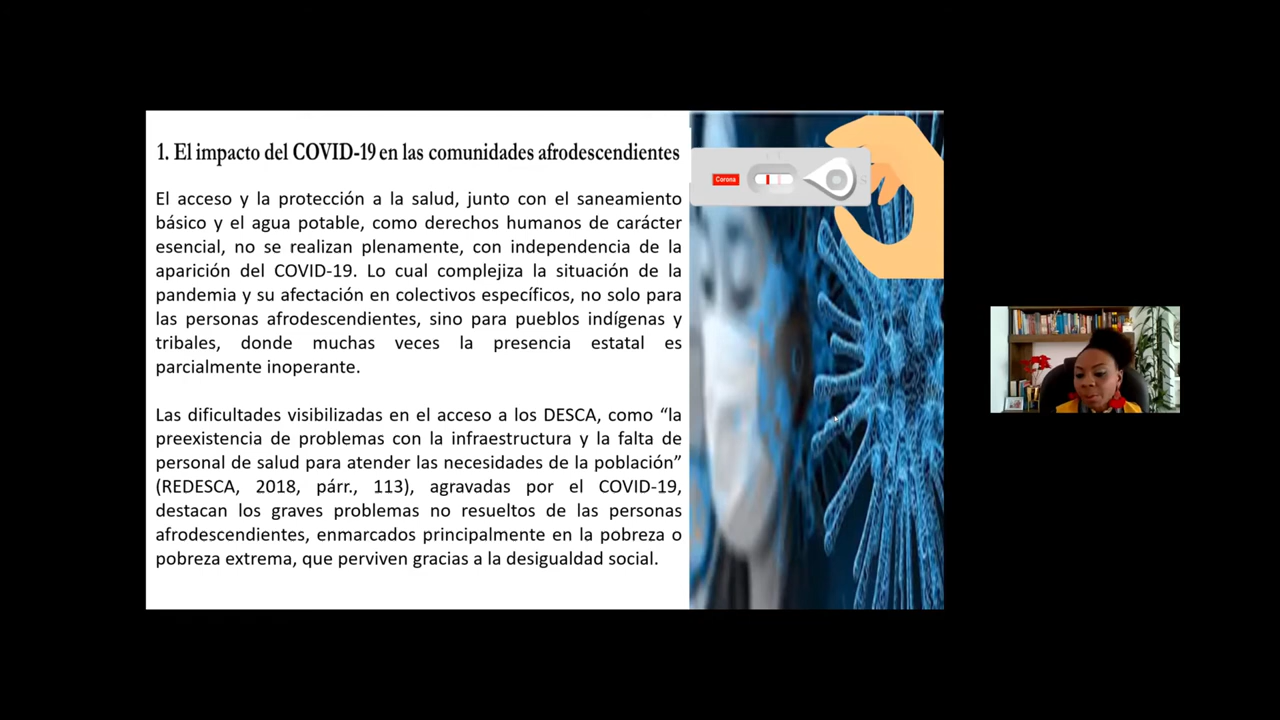 1. El impacto del COVID-19 en las comunidades afrodescendientes
El acceso y la protección a la salud, junto con el saneamiento
básico y el agua potable, como derechos humanos de carácter
esencial, no se realizan plenamente, con independencia de la
aparición del COVID-19. Lo cual complejiza la situación de la
pandemia y su afectación en colectivos específicos, no solo para
las personas afrodescendientes, sino para pueblos indígenas y
tribales, donde muchas veces la presencia estatal es
parcialmente inoperante.
Las dificultades visibilizadas en el acceso a los DESCA, como “la
preexistencia de problemas con la infraestructura y la falta de
personal de salud para atender las necesidades de la población”
(REDESCA, 2018, párr., 113), agravadas por el COVID-19,
destacan los graves problemas no resueltos de las personas
afrodescendientes, enmarcados principalmente en la pobreza o
pobreza extrema, que perviven gracias a la desigualdad social.
Corona